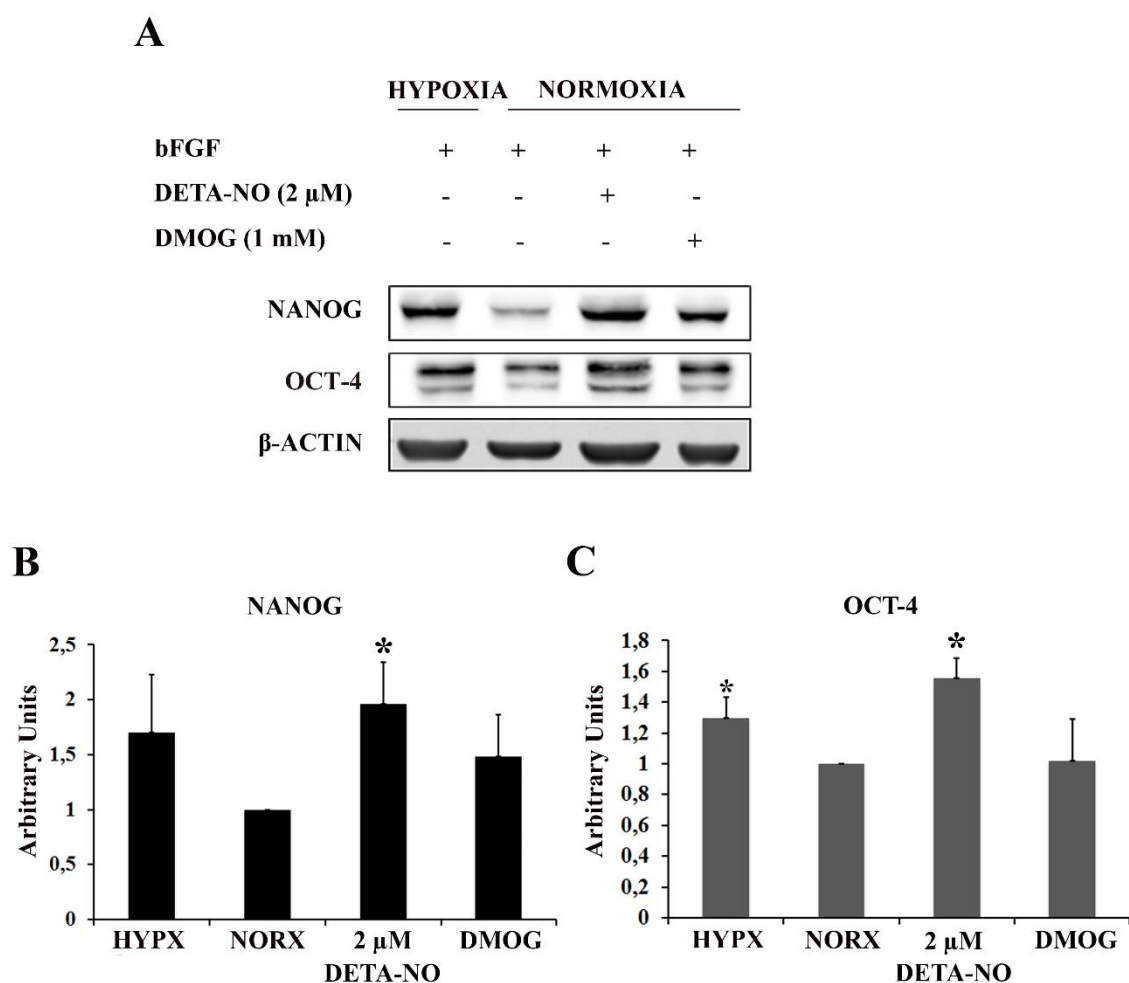 A
HYPOXIA NORMOXIA
bFGF + + + +
DETA-NO (2 µM) - - + -
DMOG (1 mM) - - - +
NANOG
OCT-4
β-ACTIN
B
NANOG
Arbitrary Units
2,5
2
1,5
1
0,5
0
*
HYPX NORX 2 µM DMOG
DETA-NO
C
OCT-4
Arbitrary Units
1,8
1,6
1,4
1,2
1
0,8
0,6
0,4
0,2
0
* *
HYPX NORX 2 µM DMOG
DETA-NO